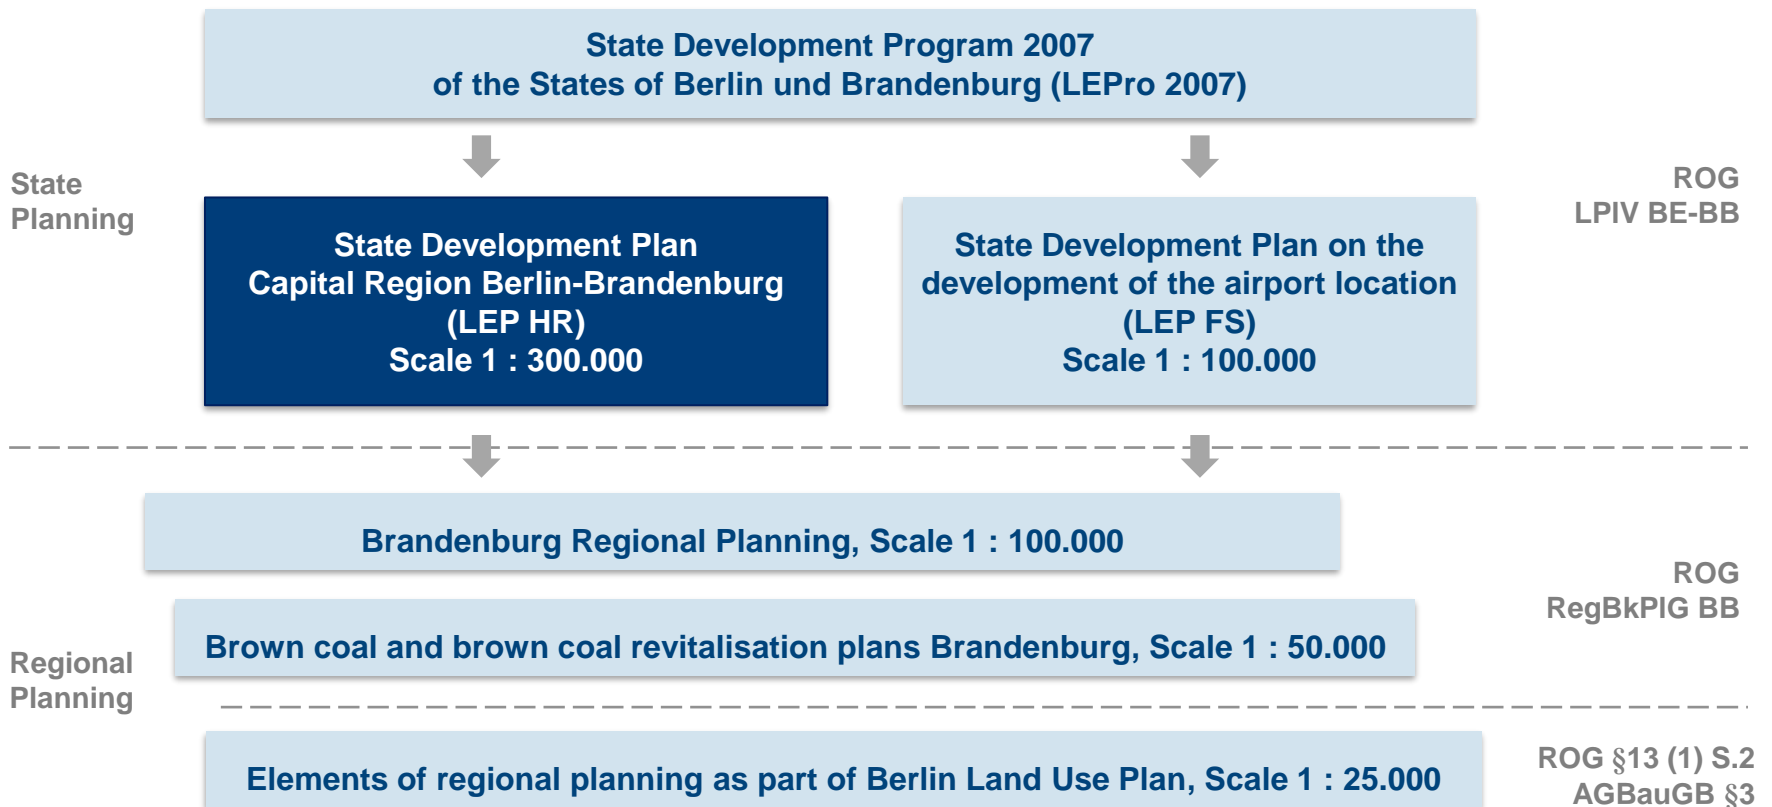 State Development Program 2007
of the States of Berlin und Brandenburg (LEPro 2007)
State
Planning
ROG
LPlV BE-BB
State Development Plan
Capital Region Berlin-Brandenburg
(LEP HR)
Scale 1 : 300.000
State Development Plan on the
development of the airport location
(LEP FS)
Scale 1 : 100.000
Brandenburg Regional Planning, Scale 1 : 100.000
ROG
RegBkPlG BB
Brown coal and brown coal revitalisation plans Brandenburg, Scale 1 : 50.000
Regional
Planning
Elements of regional planning as part of Berlin Land Use Plan, Scale 1 : 25.000
ROG §13 (1) S.2
AGBauGB §3